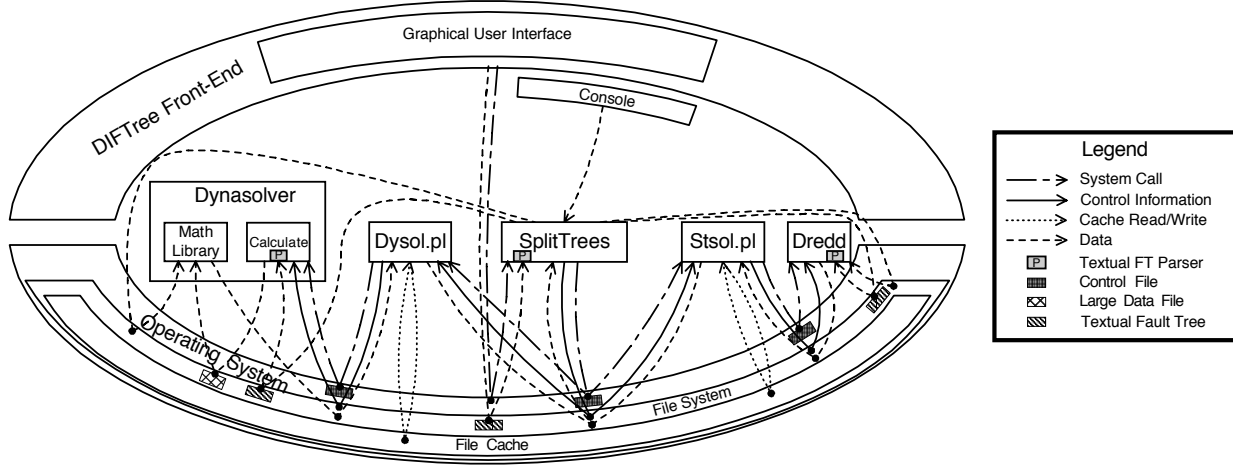 Graphical User Interface
DIFTree Front-End
Console
Dynasolver
Math
Library
Calculate
P
Dysol.pl
SplitTrees
P
Stsol.pl
Dredd
P
Operating System
File System
File Cache
Legend
System Call
Control Information
Cache Read/Write
Data
P
Textual FT Parser
Control File
Large Data File
Textual Fault Tree